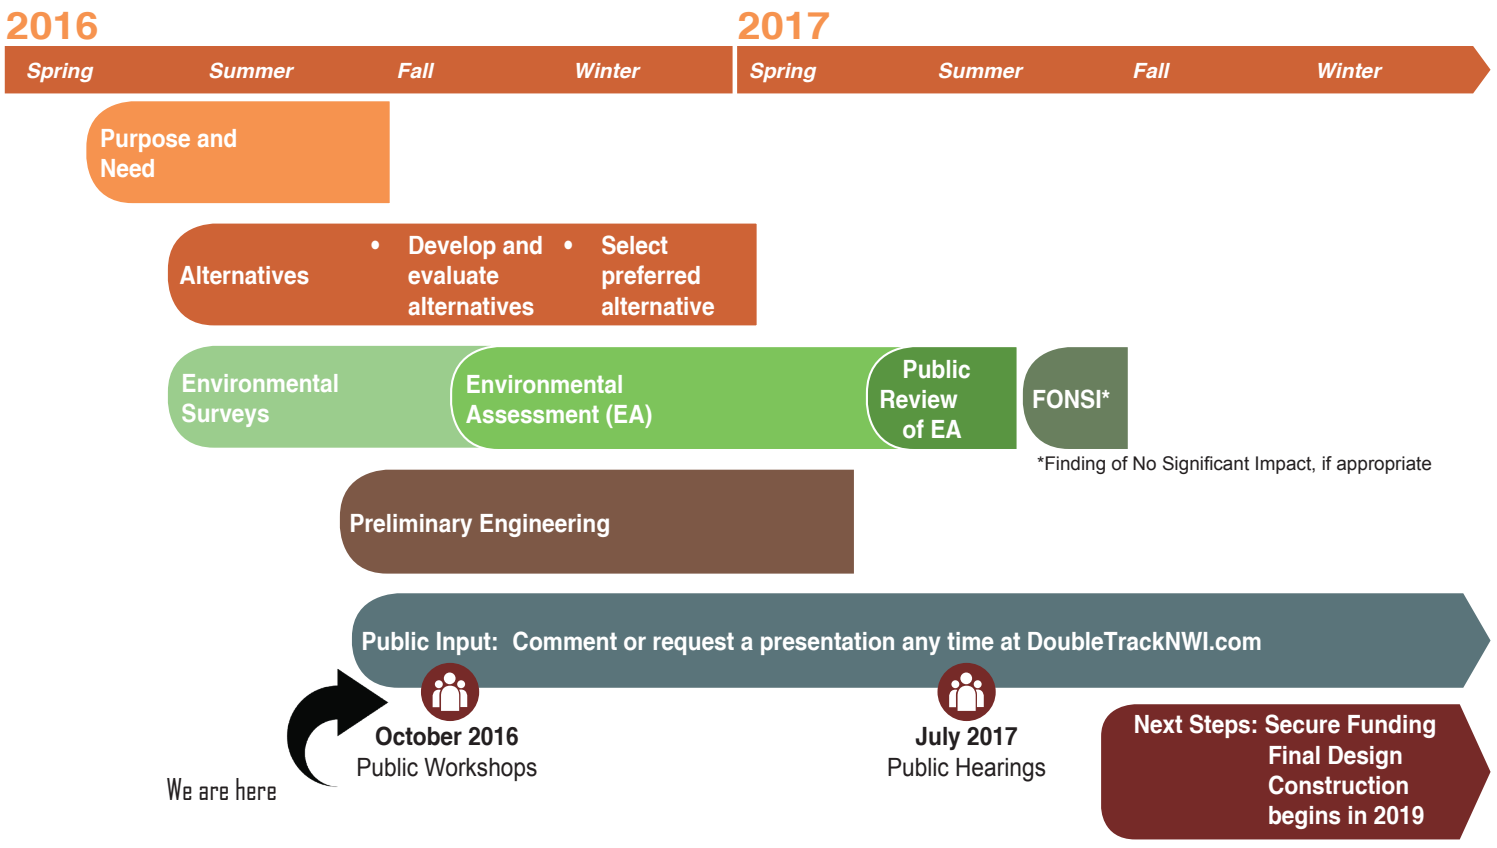 2016
2017
Spring Summer Fall Winter Spring Summer Fall Winter
Purpose and
Need
Alternatives
• Develop and
evaluate
alternatives
• Select
preferred
alternative
Environmental
Surveys
Environmental
Assessment (EA)
Public
Review
of EA
FONSI*
*Finding of No Significant Impact, if appropriate
Preliminary Engineering
Public Input: Comment or request a presentation any time at DoubleTrackNWI.com
We are here
October 2016
Public Workshops
July 2017
Public Hearings
Next Steps: Secure Funding
Final Design
Construction
begins in 2019